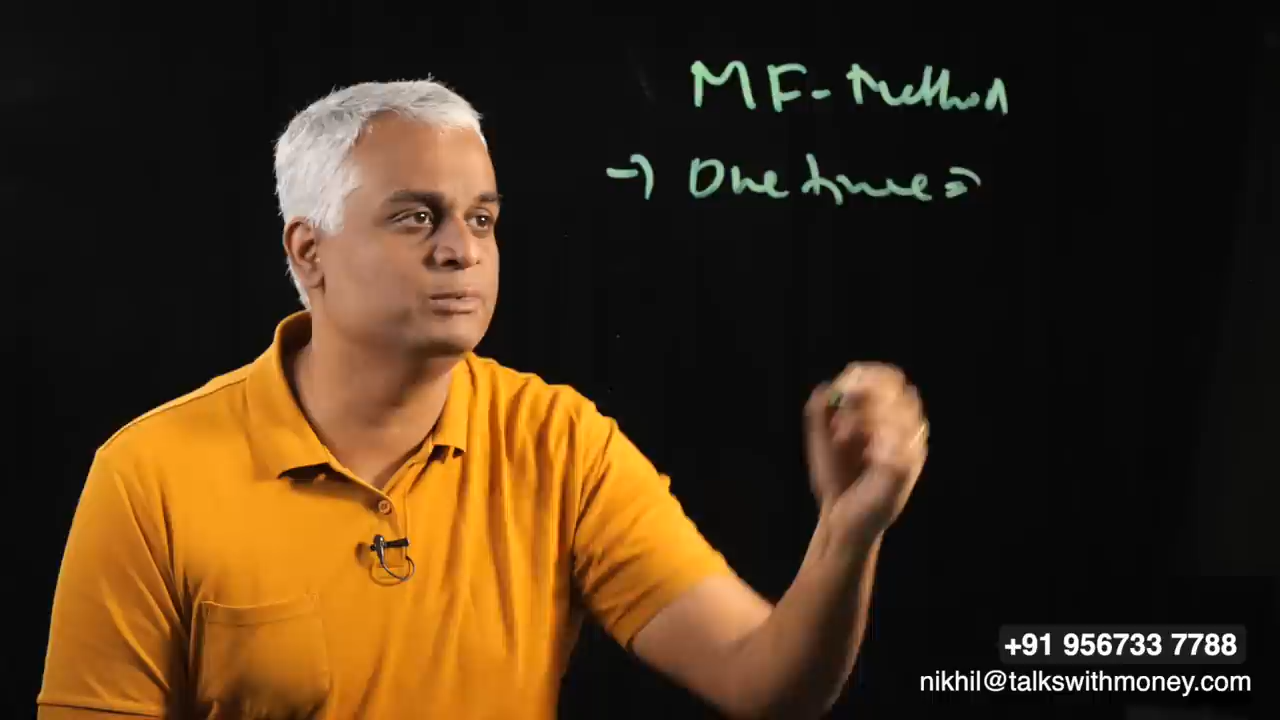 MF - Method
→ One time ⇒
+91 956733 7788
nikhil@talkswithmoney.com